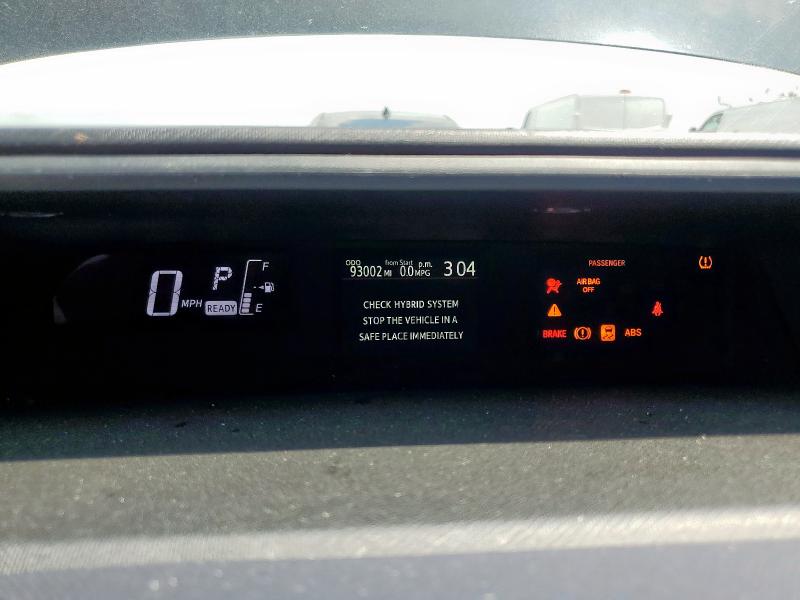 0 MPH
P
READY
F
E
ODO 93002 MI
from Start 0.0 MPG
p.m. 3 04
CHECK HYBRID SYSTEM
STOP THE VEHICLE IN A
SAFE PLACE IMMEDIATELY
PASSENGER
AIR BAG
OFF
BRAKE
ABS